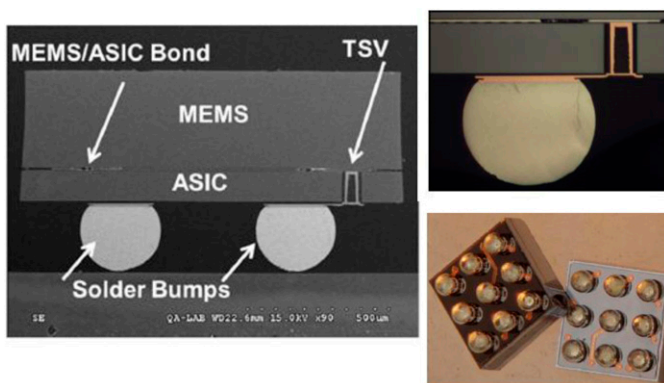 MEMS/ASIC Bond
TSV
MEMS
ASIC
Solder Bumps
SE
QA-LAB WD22.6mm 15.0kV x90 500um